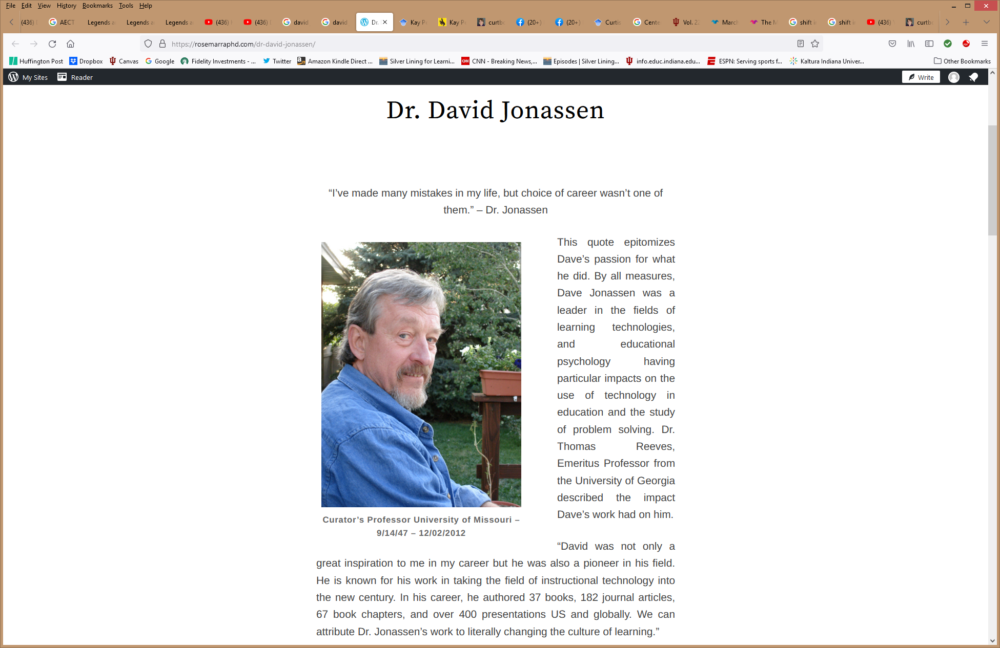 File Edit View History Bookmarks Tools Help
(436) AECT Legends a Legends a Legends a (436) (436) david david Dr. Kay P Kay P curtb (20+) (20+) Curtis Cente Vol. 22 March The M shift i shift i (436) curtb
https://rosemarraphd.com/dr-david-jonassen/
Huffington Post Dropbox Canvas Google Fidelity Investments - ... Twitter Amazon Kindle Direct ... Silver Lining for Learni... CNN - Breaking News,... Episodes | Silver Lining... info.educ.indiana.edu... ESPN: Serving sports f... Kaltura Indiana Univer... Other Bookmarks
My Sites Reader Write
Dr. David Jonassen
“I’ve made many mistakes in my life, but choice of career wasn’t one of
them.” – Dr. Jonassen
This quote epitomizes
Dave’s passion for what
he did. By all measures,
Dave Jonassen was a
leader in the fields of
learning technologies,
and educational
psychology having
particular impacts on the
use of technology in
education and the study
of problem solving. Dr.
Thomas Reeves,
Emeritus Professor from
the University of Georgia
described the impact
Dave’s work had on him.
Curator’s Professor University of Missouri –
9/14/47 – 12/02/2012
“David was not only a
great inspiration to me in my career but he was also a pioneer in his field.
He is known for his work in taking the field of instructional technology into
the new century. In his career, he authored 37 books, 182 journal articles,
67 book chapters, and over 400 presentations US and globally. We can
attribute Dr. Jonassen’s work to literally changing the culture of learning.”